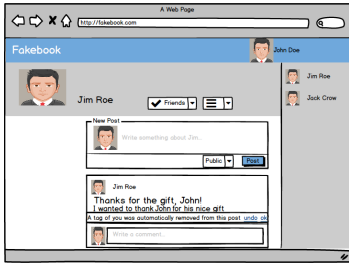 A Web Page
http://fakebook.com
Fakebook
John Doe
Jim Roe
Jack Crow
Jim Roe
Friends
New Post
Write something about Jim...
Public
Post
Jim Roe
Thanks for the gift, John!
I wanted to thank John for his nice gift
A tag of you was automatically removed from this post undo ok
Write a comment...